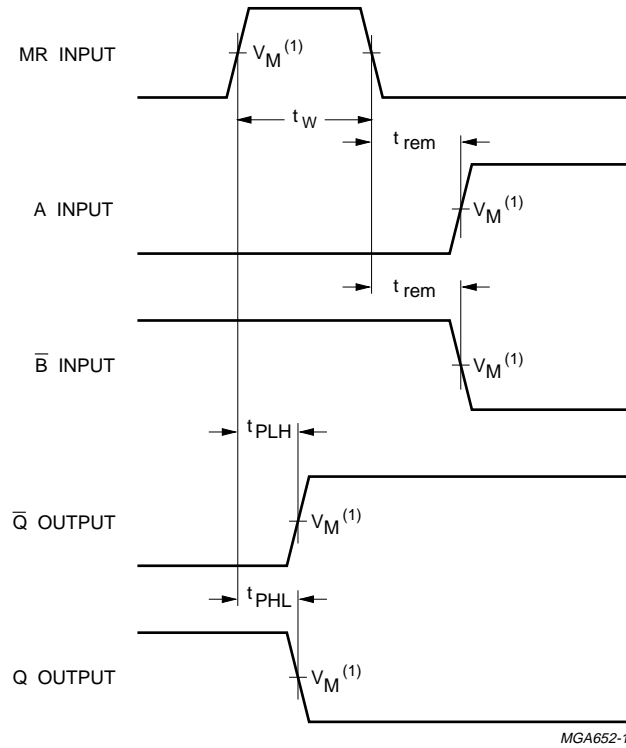 MR INPUT
V_M^(1)
t_W
t_rem
A INPUT
V_M^(1)
t_rem
B̅ INPUT
V_M^(1)
t_PLH
Q̅ OUTPUT
V_M^(1)
t_PHL
Q OUTPUT
V_M^(1)
MGA652-1